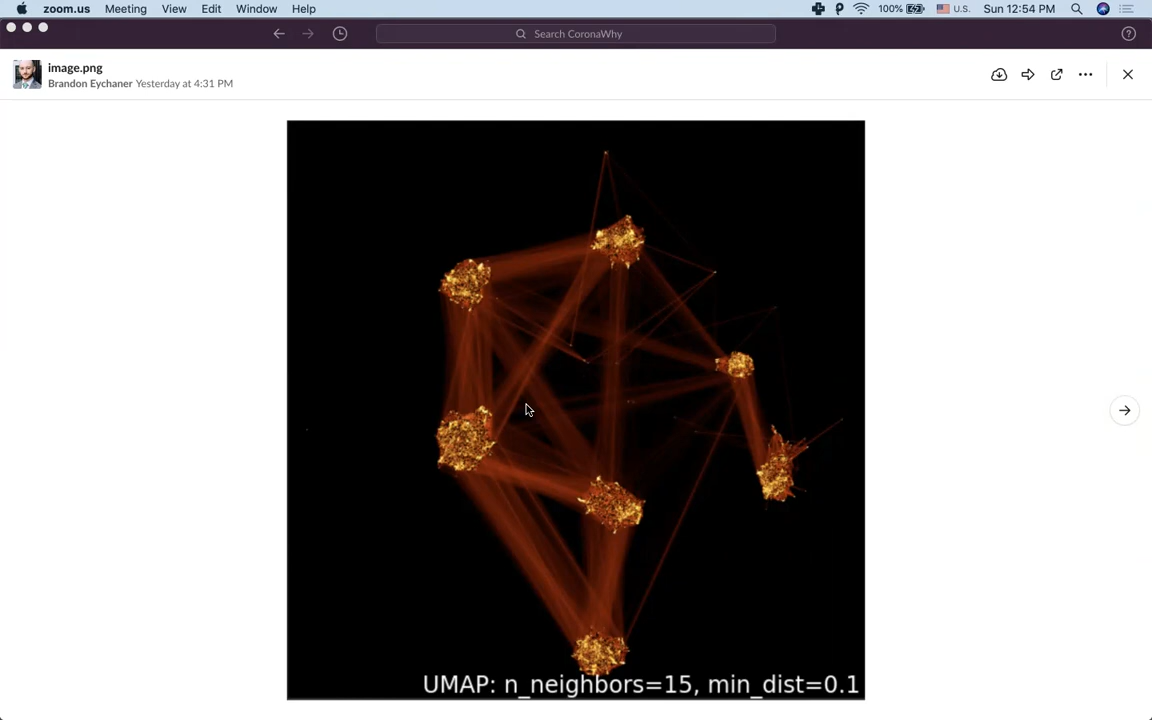 zoom.us Meeting View Edit Window Help 100% U.S. Sun 12:54 PM
Search CoronaWhy
image.png
Brandon Eychaner Yesterday at 4:31 PM
UMAP: n_neighbors=15, min_dist=0.1